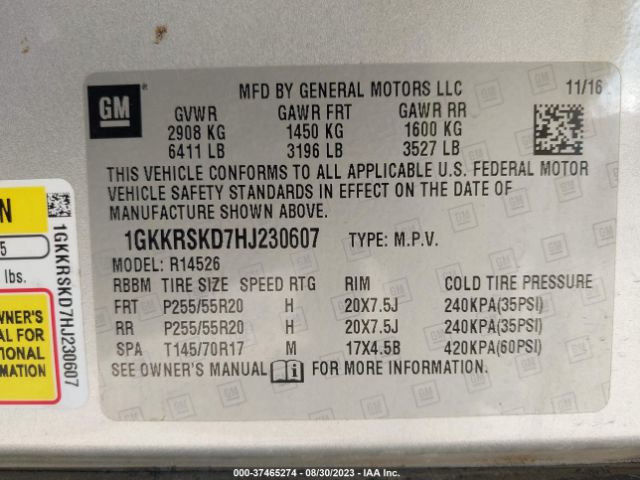 GM
MFD BY GENERAL MOTORS LLC 11/16
GVWR GAWR FRT GAWR RR
2908 KG 1450 KG 1600 KG
6411 LB 3196 LB 3527 LB
THIS VEHICLE CONFORMS TO ALL APPLICABLE U.S. FEDERAL MOTOR
VEHICLE SAFETY STANDARDS IN EFFECT ON THE DATE OF
MANUFACTURE SHOWN ABOVE.
1GKKRSKD7HJ230607 TYPE: M.P.V.
MODEL: R14526
RBBM TIRE SIZE SPEED RTG RIM COLD TIRE PRESSURE
FRT P255/55R20 H 20X7.5J 240KPA(35PSI)
RR P255/55R20 H 20X7.5J 240KPA(35PSI)
SPA T145/70R17 M 17X4.5B 420KPA(60PSI)
SEE OWNER'S MANUAL i FOR MORE INFORMATION.
N
5
lbs.
WNER'S
AL FOR
TIONAL
MATION
1GKKRSKD7HJ230607
000-37465274 - 08/30/2023 - IAA Inc.